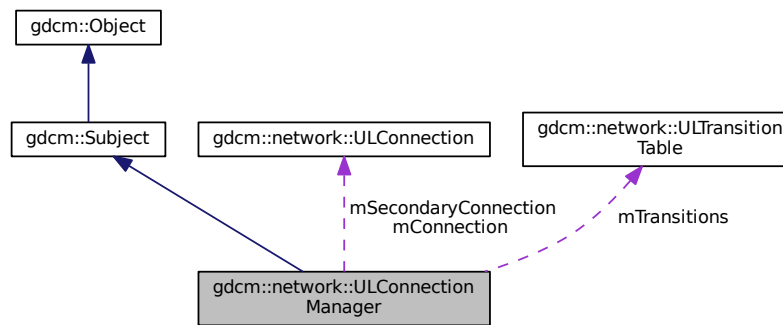 gdcm::Object
gdcm::Subject
gdcm::network::ULConnection
gdcm::network::ULTransition
Table
mSecondaryConnection
mConnection
mTransitions
gdcm::network::ULConnection
Manager